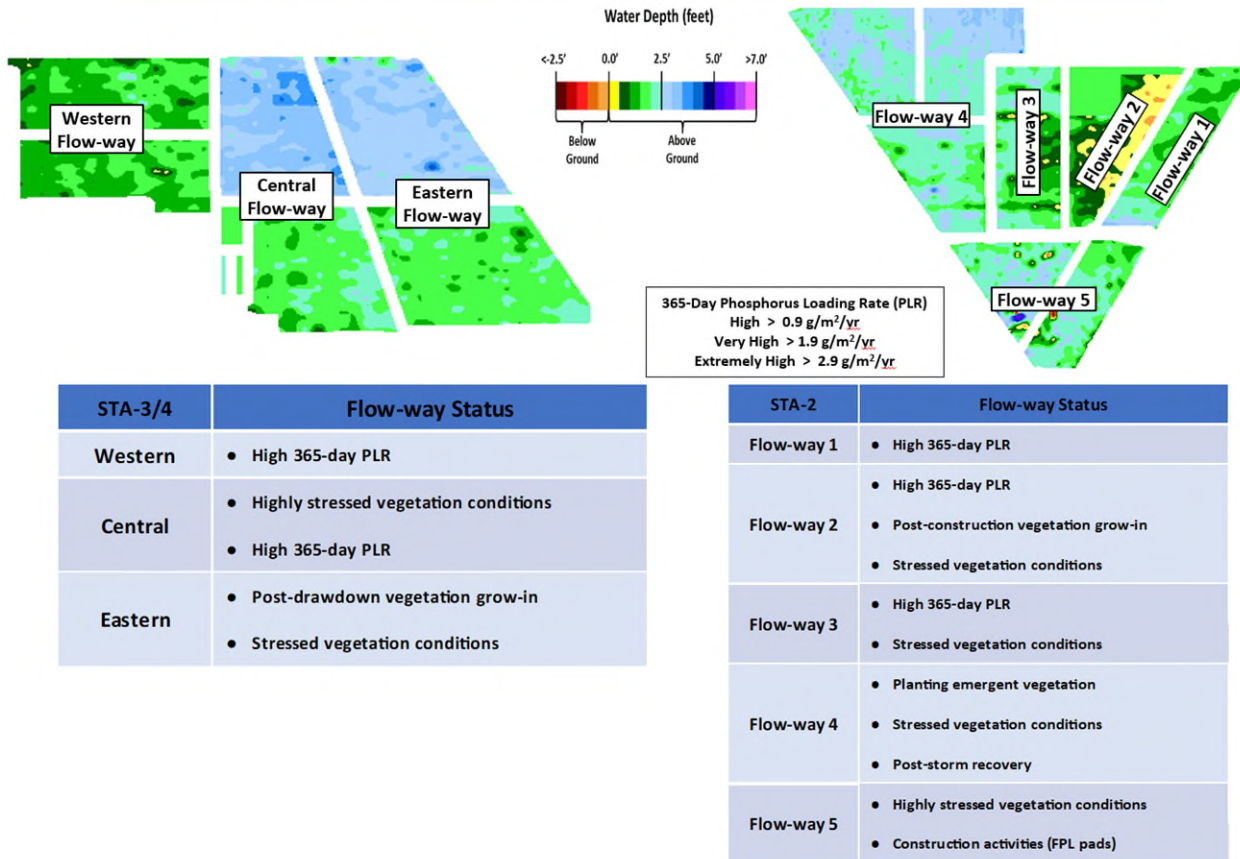 Water Depth (feet)
<-2.5' 0.0' 2.5' 5.0' >7.0'
Below
Ground
Above
Ground
Western
Flow-way
Central
Flow-way
Eastern
Flow-way
Flow-way 4
Flow-way 3
Flow-way 2
Flow-way 1
Flow-way 5
365-Day Phosphorus Loading Rate (PLR)
High > 0.9 g/m²/yr
Very High > 1.9 g/m²/yr
Extremely High > 2.9 g/m²/yr
STA-3/4 Flow-way Status
Western ● High 365-day PLR
Central ● Highly stressed vegetation conditions
● High 365-day PLR
Eastern ● Post-drawdown vegetation grow-in
● Stressed vegetation conditions
STA-2 Flow-way Status
Flow-way 1 ● High 365-day PLR
Flow-way 2 ● High 365-day PLR
● Post-construction vegetation grow-in
● Stressed vegetation conditions
Flow-way 3 ● High 365-day PLR
● Stressed vegetation conditions
Flow-way 4 ● Planting emergent vegetation
● Stressed vegetation conditions
● Post-storm recovery
Flow-way 5 ● Highly stressed vegetation conditions
● Construction activities (FPL pads)